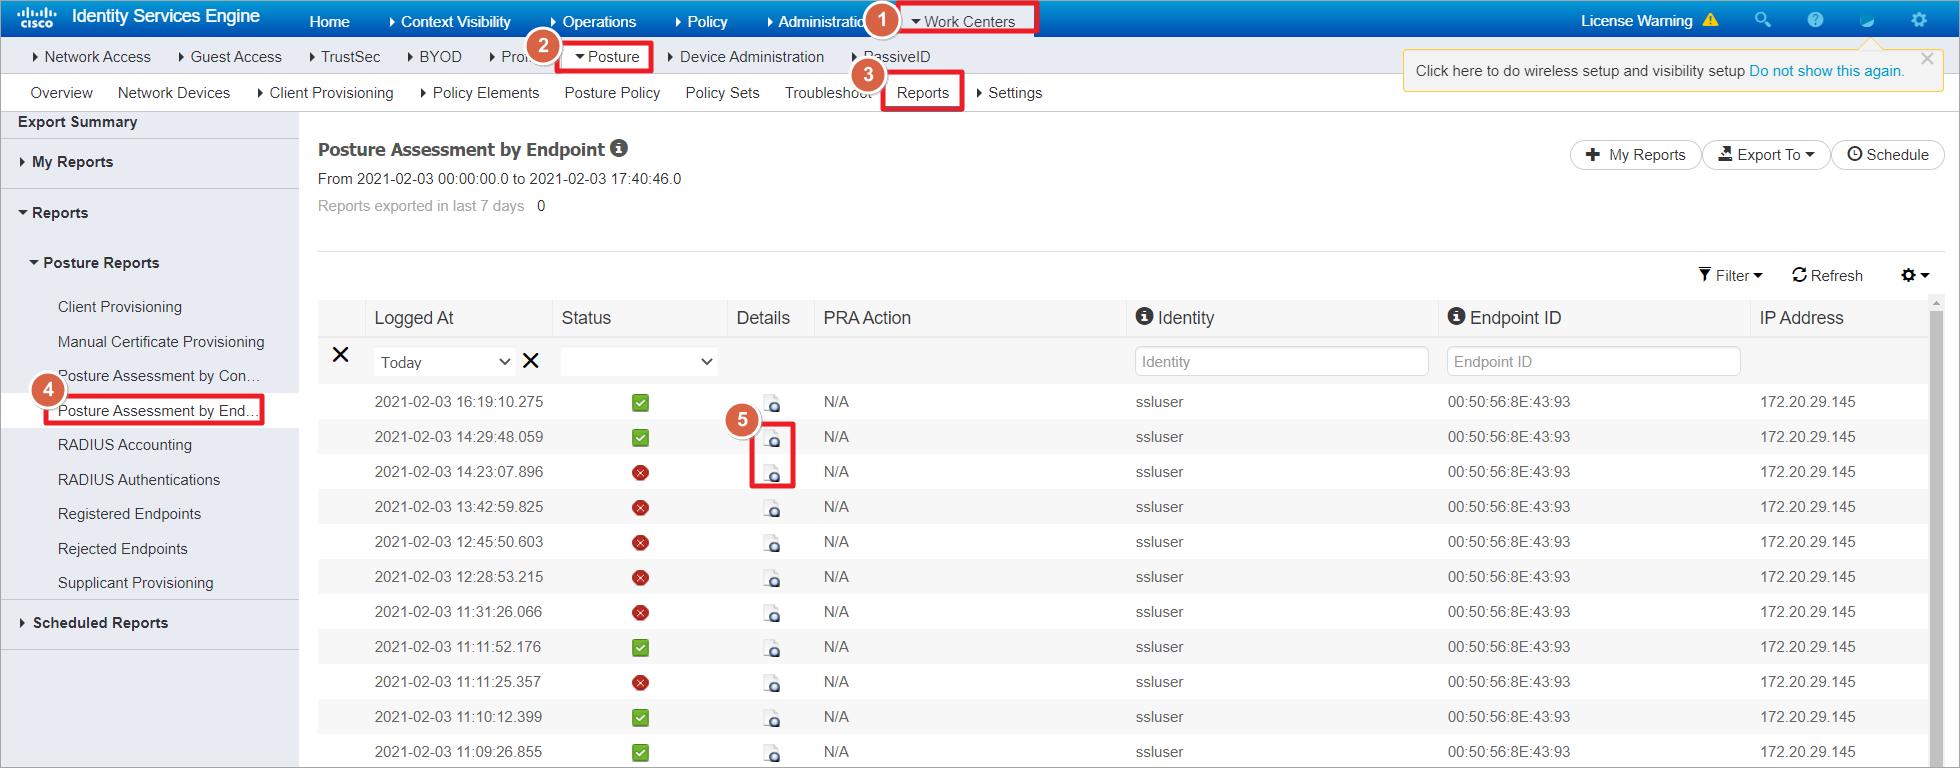 cisco Identity Services Engine Home Context Visibility Operations Policy Administration 1 Work Centers License Warning
Network Access Guest Access TrustSec BYOD 2 Posture Device Administration PassiveID
Click here to do wireless setup and visibility setup Do not show this again.
Overview Network Devices Client Provisioning Policy Elements Posture Policy Policy Sets Troubleshoot 3 Reports Settings
Export Summary
My Reports
Reports
Posture Reports
Client Provisioning
Manual Certificate Provisioning
Posture Assessment by Con...
4 Posture Assessment by End...
RADIUS Accounting
RADIUS Authentications
Registered Endpoints
Rejected Endpoints
Supplicant Provisioning
Scheduled Reports
Posture Assessment by Endpoint
My Reports Export To Schedule
From 2021-02-03 00:00:00.0 to 2021-02-03 17:40:46.0
Reports exported in last 7 days 0
Filter Refresh
Logged At Status Details PRA Action Identity Endpoint ID IP Address
Today Identity Endpoint ID
2021-02-03 16:19:10.275 N/A ssluser 00:50:56:8E:43:93 172.20.29.145
5
2021-02-03 14:29:48.059 N/A ssluser 00:50:56:8E:43:93 172.20.29.145
2021-02-03 14:23:07.896 N/A ssluser 00:50:56:8E:43:93 172.20.29.145
2021-02-03 13:42:59.825 N/A ssluser 00:50:56:8E:43:93 172.20.29.145
2021-02-03 12:45:50.603 N/A ssluser 00:50:56:8E:43:93 172.20.29.145
2021-02-03 12:28:53.215 N/A ssluser 00:50:56:8E:43:93 172.20.29.145
2021-02-03 11:31:26.066 N/A ssluser 00:50:56:8E:43:93 172.20.29.145
2021-02-03 11:11:52.176 N/A ssluser 00:50:56:8E:43:93 172.20.29.145
2021-02-03 11:11:25.357 N/A ssluser 00:50:56:8E:43:93 172.20.29.145
2021-02-03 11:10:12.399 N/A ssluser 00:50:56:8E:43:93 172.20.29.145
2021-02-03 11:09:26.855 N/A ssluser 00:50:56:8E:43:93 172.20.29.145